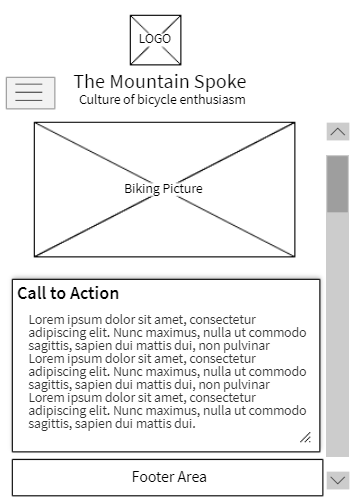 LOGO
The Mountain Spoke
Culture of bicycle enthusiasm
Biking Picture
Call to Action
Lorem ipsum dolor sit amet, consectetur
adipiscing elit. Nunc maximus, nulla ut commodo
sagittis, sapien dui mattis dui, non pulvinar
Lorem ipsum dolor sit amet, consectetur
adipiscing elit. Nunc maximus, nulla ut commodo
sagittis, sapien dui mattis dui, non pulvinar
Lorem ipsum dolor sit amet, consectetur
adipiscing elit. Nunc maximus, nulla ut commodo
sagittis, sapien dui mattis dui.
Footer Area